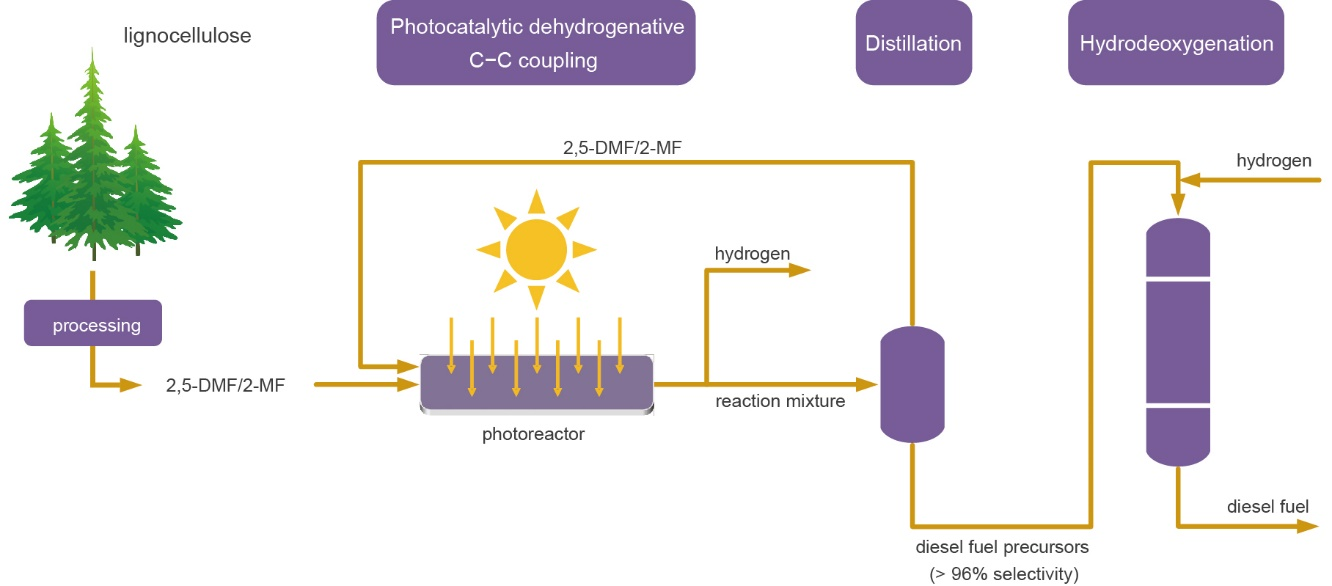 lignocellulose
Photocatalytic dehydrogenative
C−C coupling
Distillation
Hydrodeoxygenation
2,5-DMF/2-MF
hydrogen
hydrogen
processing
2,5-DMF/2-MF
reaction mixture
photoreactor
diesel fuel
diesel fuel precursors
(> 96% selectivity)